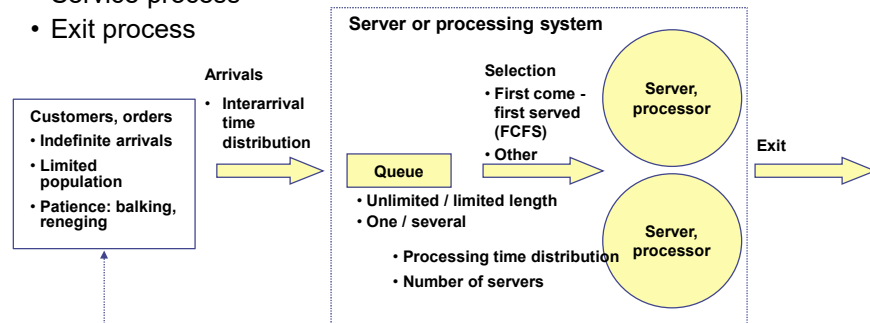 • Service process
• Exit process
Server or processing system
Arrivals
• Interarrival
time
distribution
Customers, orders
• Indefinite arrivals
• Limited
population
• Patience: balking,
reneging
Selection
• First come -
first served
(FCFS)
• Other
Queue
• Unlimited / limited length
• One / several
• Processing time distribution
• Number of servers
Server,
processor
Server,
processor
Exit